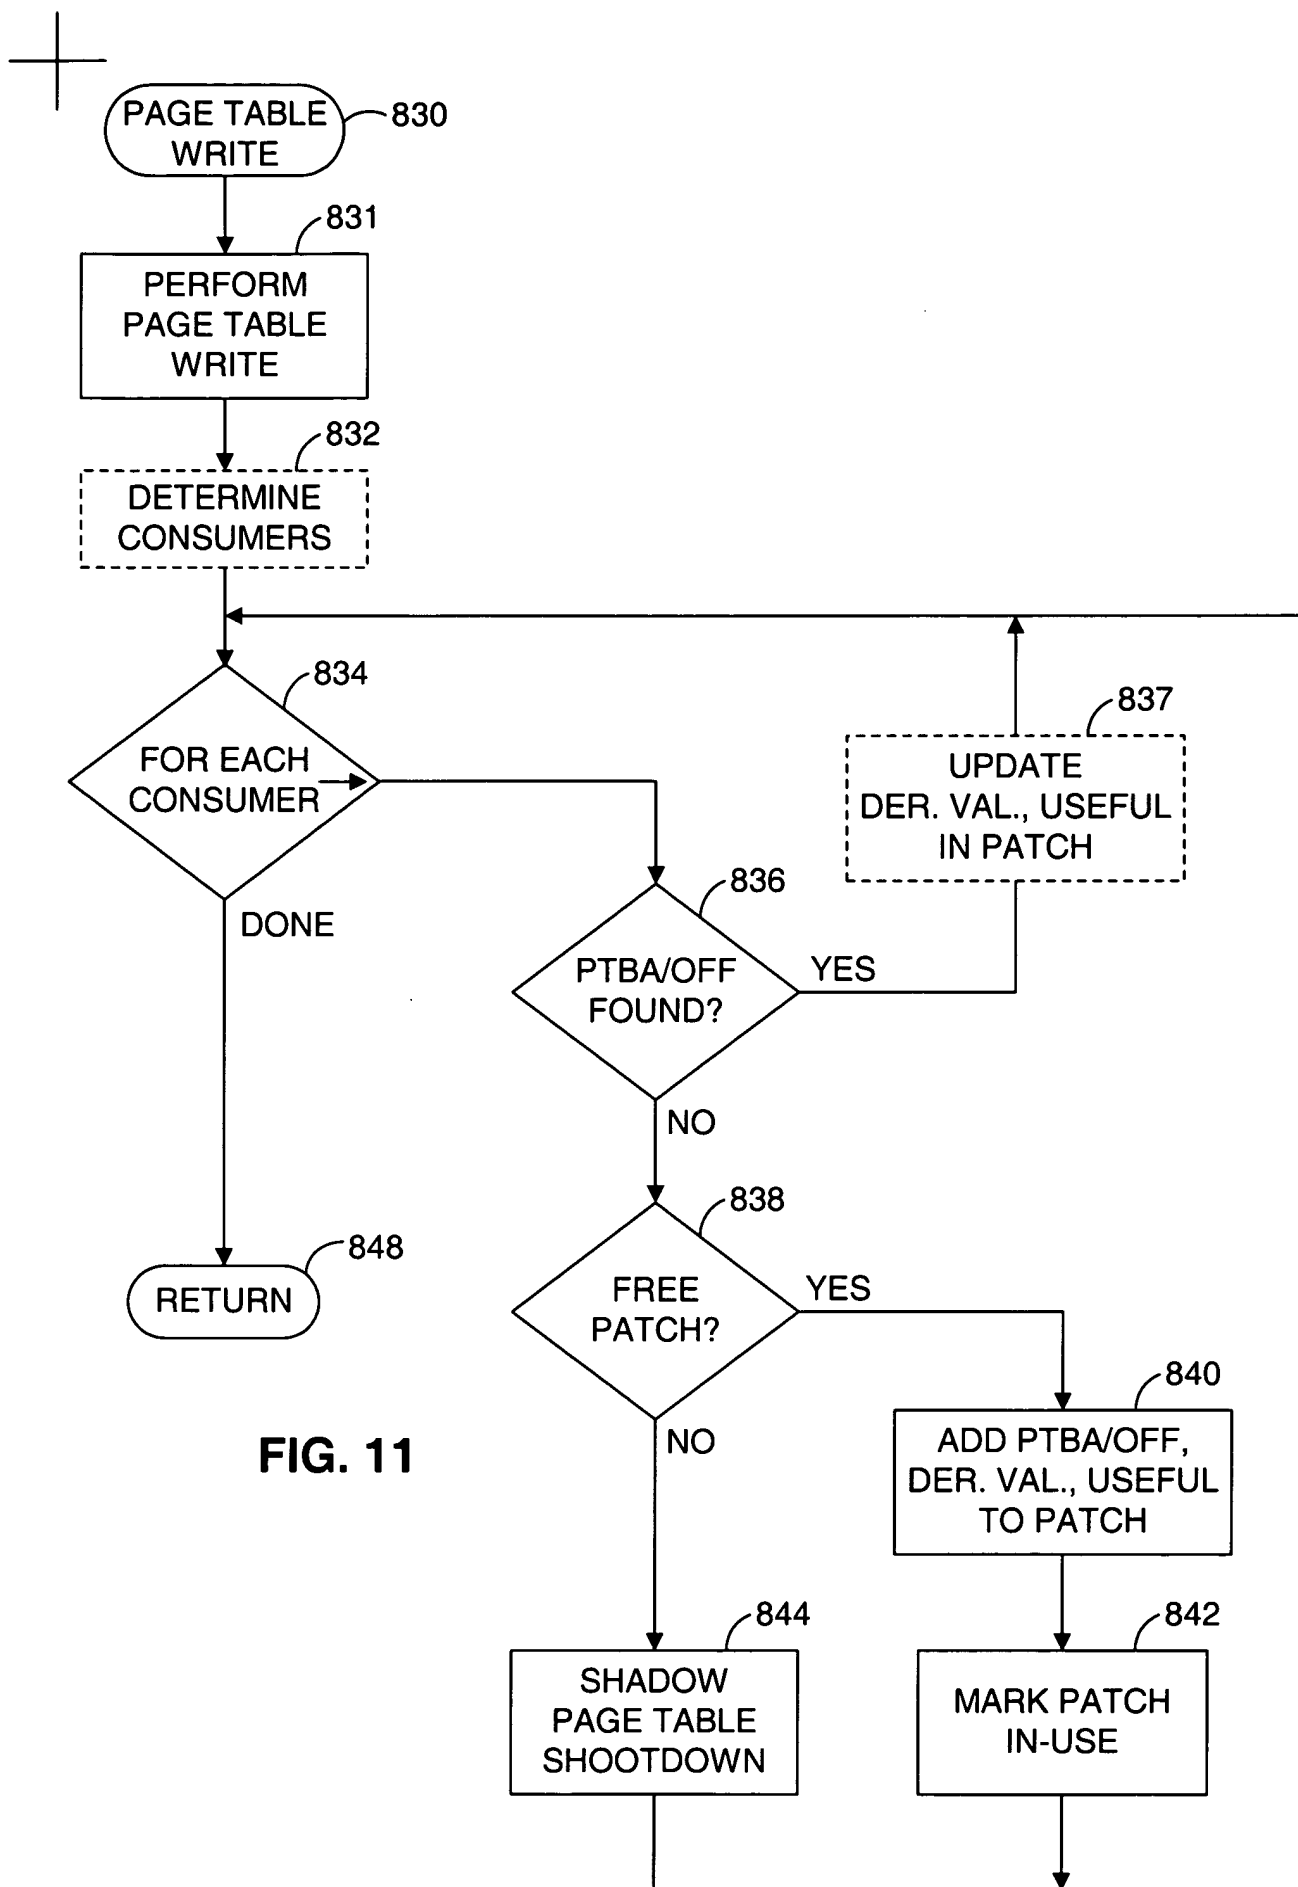 PAGE TABLE
WRITE
830
831
PERFORM
PAGE TABLE
WRITE
832
DETERMINE
CONSUMERS
834
FOR EACH
CONSUMER
DONE
837
UPDATE
DER. VAL., USEFUL
IN PATCH
836
PTBA/OFF
FOUND?
YES
NO
838
FREE
PATCH?
YES
NO
848
RETURN
840
ADD PTBA/OFF,
DER. VAL., USEFUL
TO PATCH
FIG. 11
844
SHADOW
PAGE TABLE
SHOOTDOWN
842
MARK PATCH
IN-USE